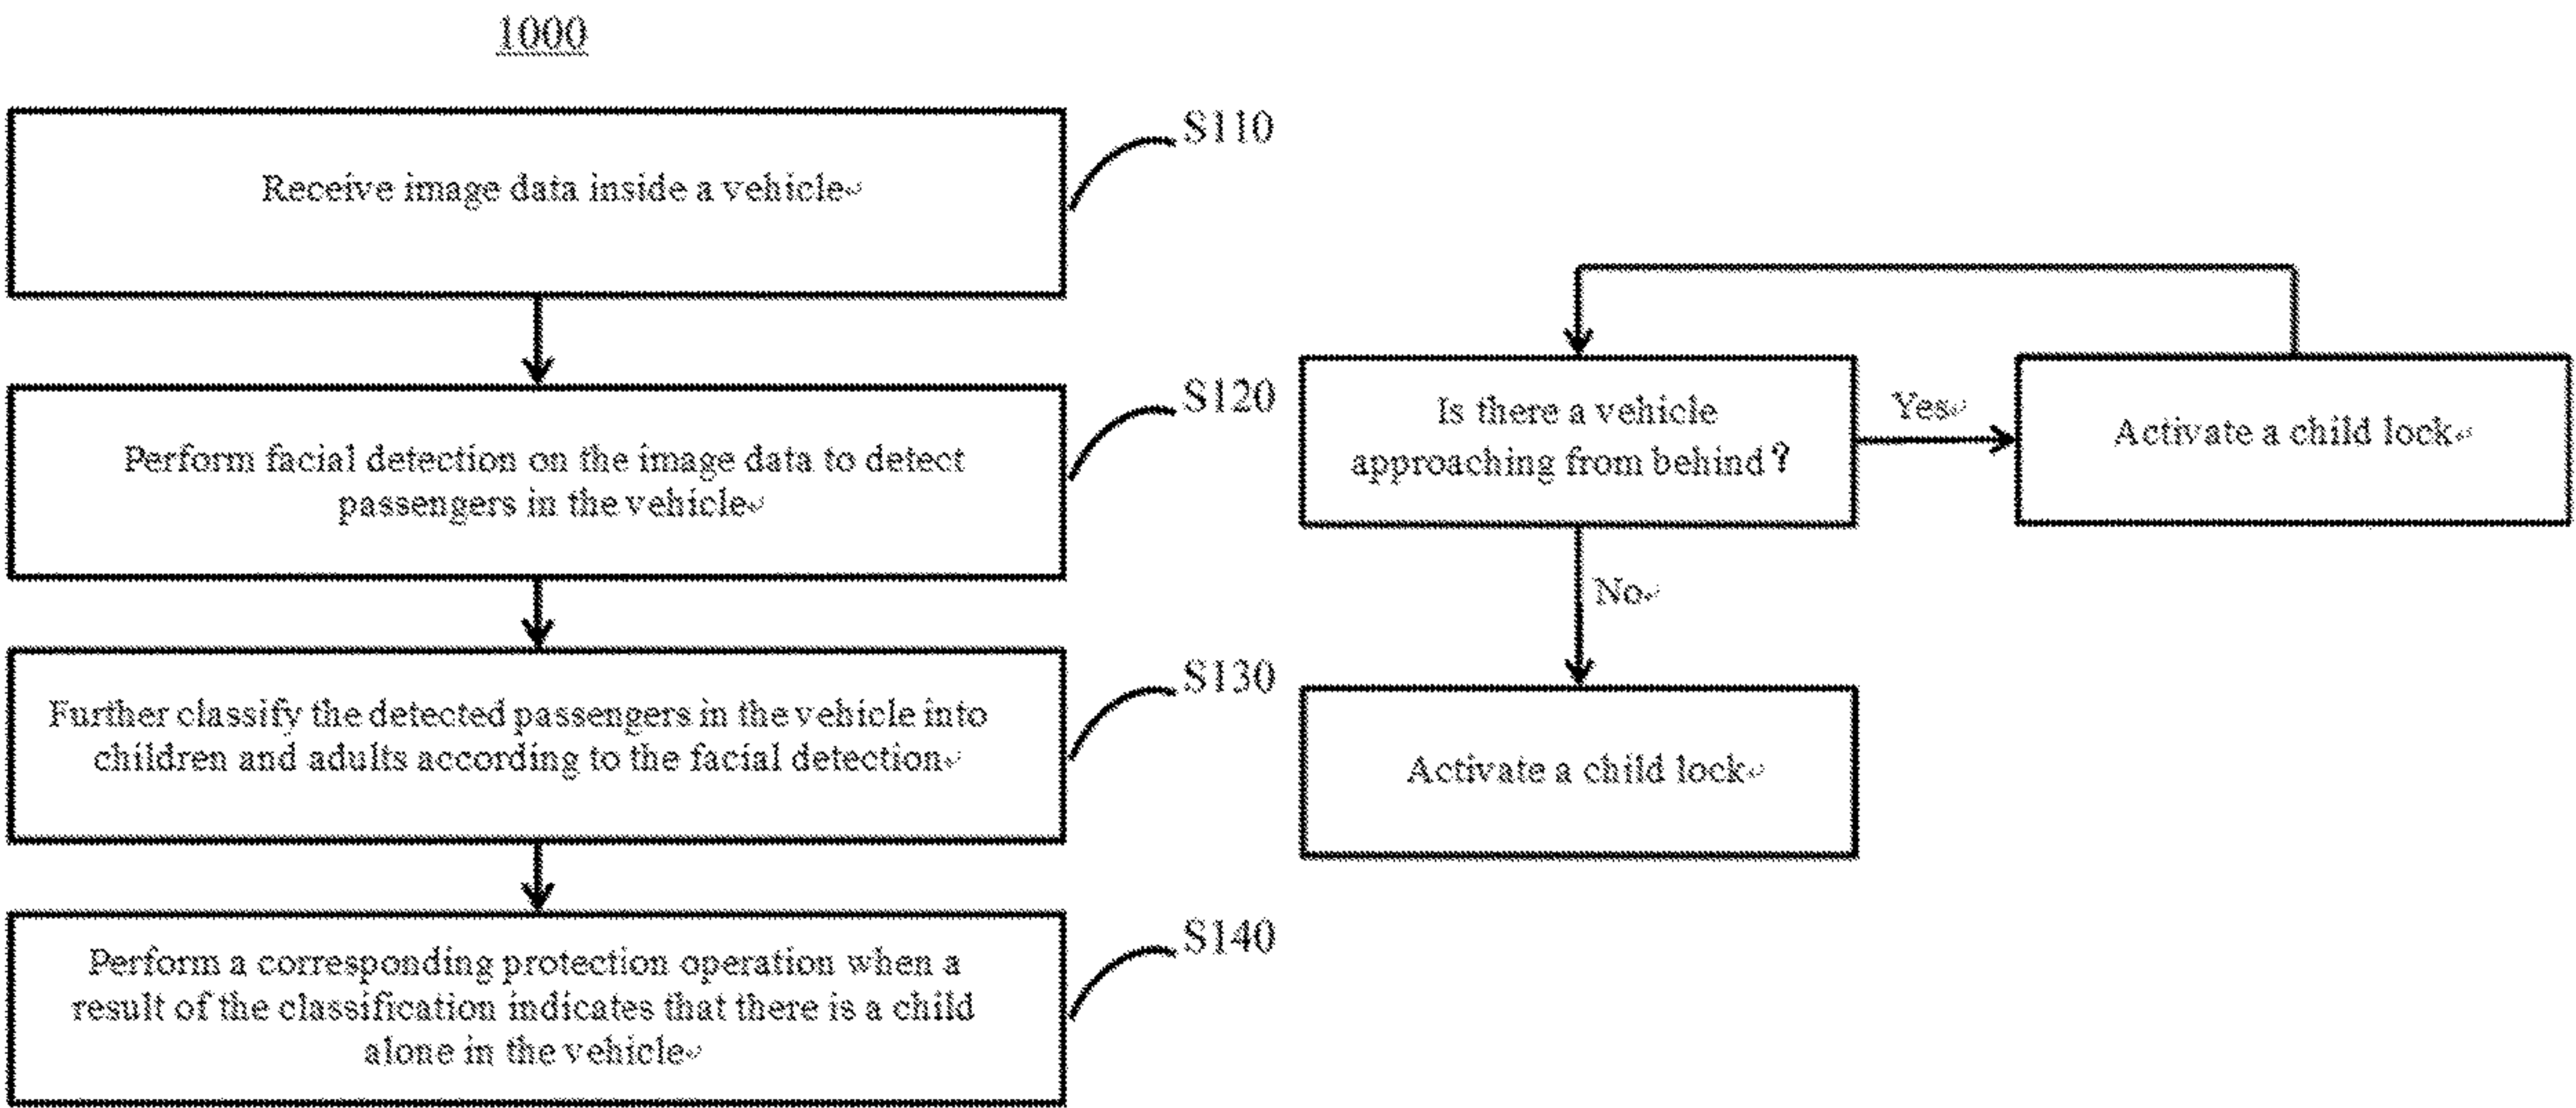 1000
Receive image data inside a vehicle
S110
Perform facial detection on the image data to detect
passengers in the vehicle
S120
Further classify the detected passengers in the vehicle into
children and adults according to the facial detection
S130
Perform a corresponding protection operation when a
result of the classification indicates that there is a child
alone in the vehicle
S140
Is there a vehicle
approaching from behind?
Yes
Activate a child lock
No
Activate a child lock